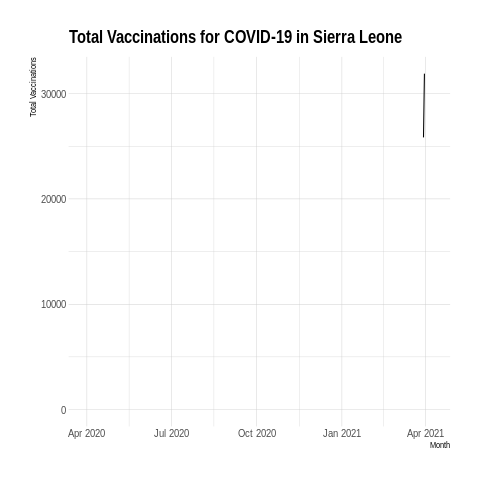 Total Vaccinations for COVID-19 in Sierra Leone
Total Vaccinations
30000
20000
10000
0
Apr 2020 Jul 2020 Oct 2020 Jan 2021 Apr 2021
Month